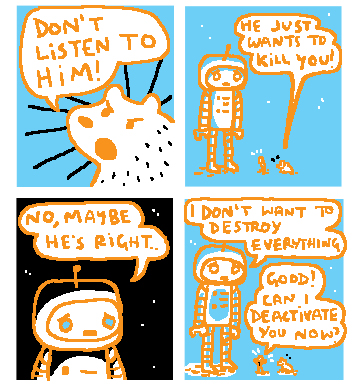 DON'T
LISTEN TO
HIM!
HE JUST
WANTS TO
KILL YOU!
NO, MAYBE
HE'S RIGHT..
I DON'T WANT TO
DESTROY
EVERYTHING
GOOD!
CAN I
DEACTIVATE
YOU NOW?